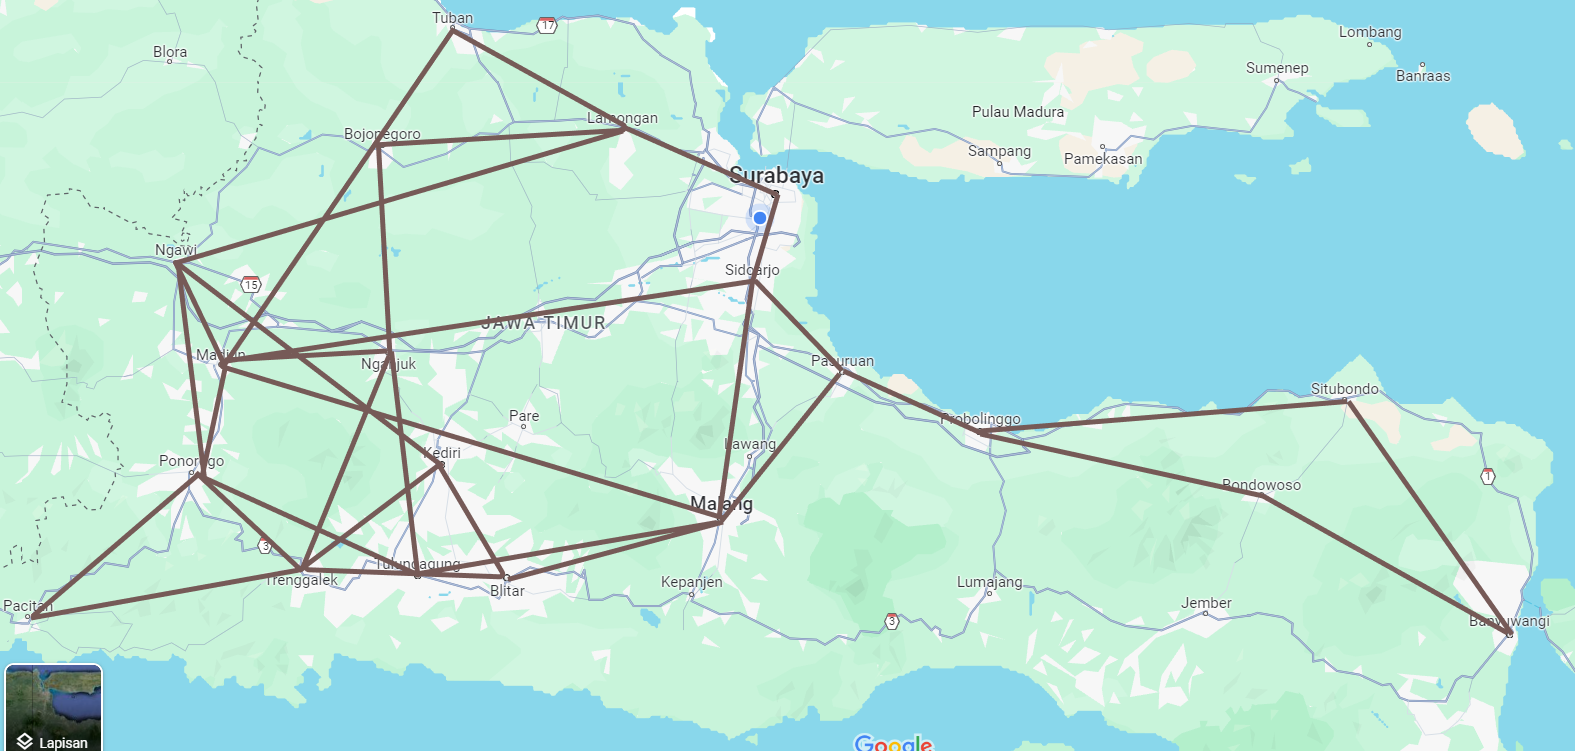 Tuban
17
Blora
Lombang
Sumenep
Banraas
Pulau Madura
Lamongan
Bojonegoro
Sampang
Pamekasan
Surabaya
Ngawi
Sidoarjo
15
JAWA TIMUR
Madiun
Nganjuk
Pasuruan
Situbondo
Pare
Probolinggo
Kediri
Lawang
Ponorogo
1
Bondowoso
Malang
3
Tulungagung
Trenggalek
Blitar
Kepanjen
Lumajang
Pacitan
Jember
3
Banyuwangi
Lapisan
Google